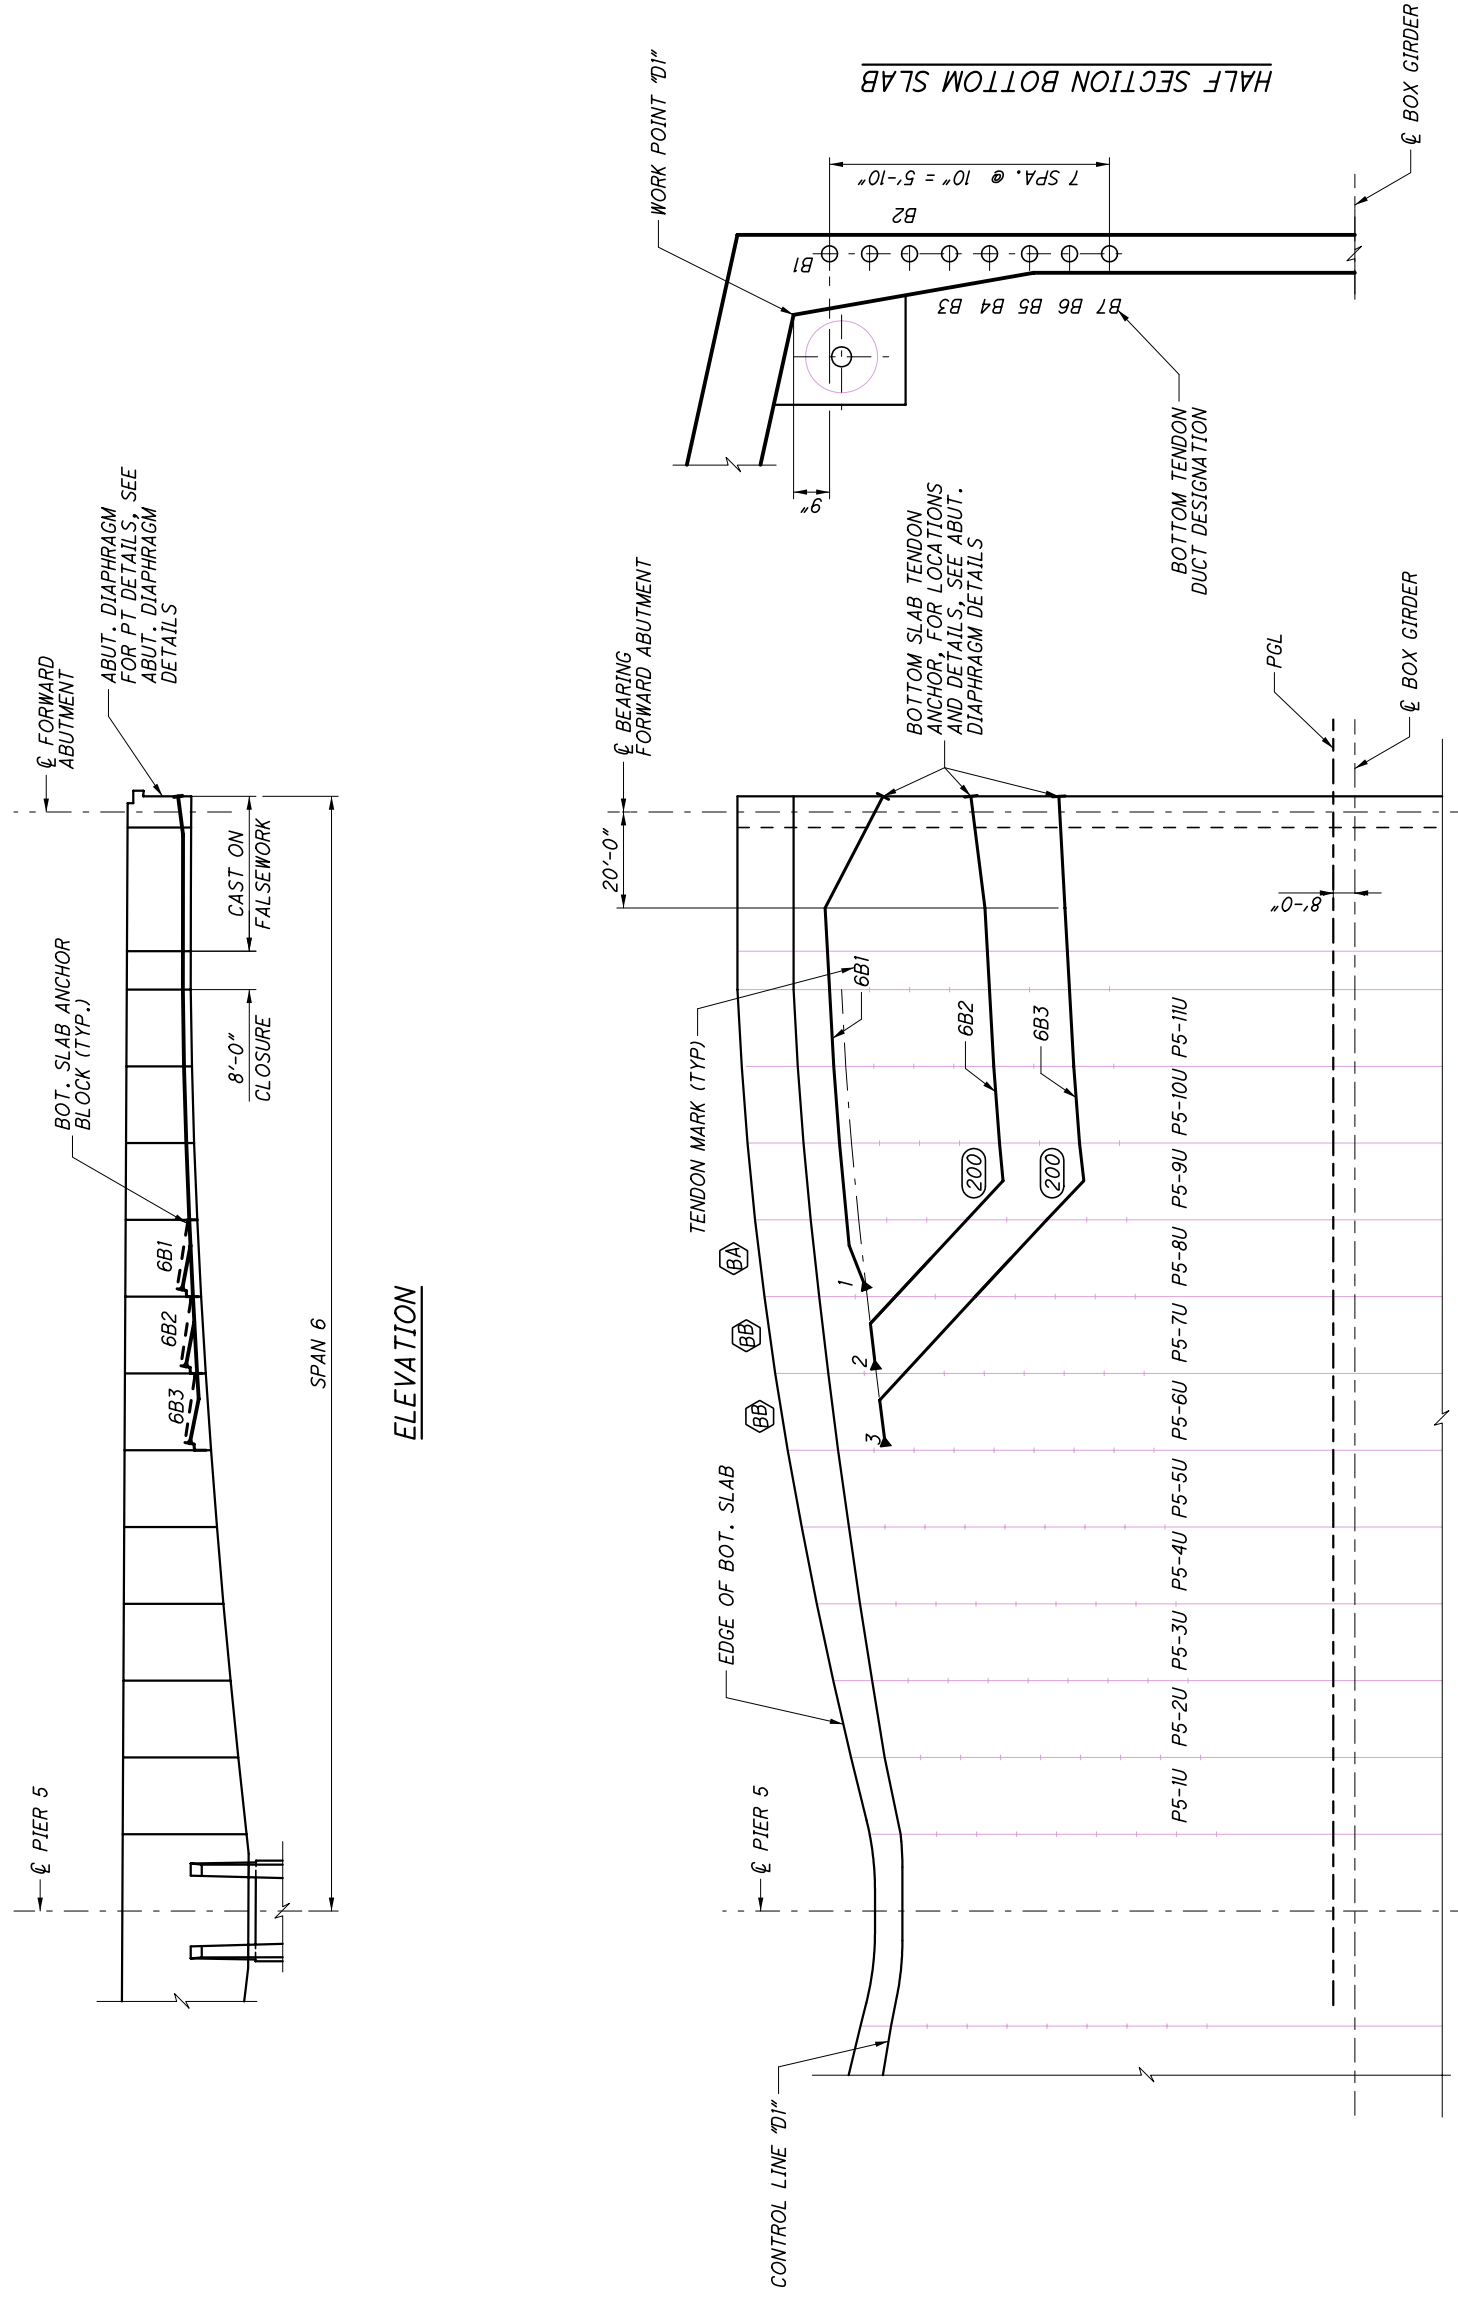 ℄ PIER 5
℄ FORWARD
ABUTMENT
ABUT. DIAPHRAGM
FOR PT DETAILS, SEE
ABUT. DIAPHRAGM
DETAILS
BOT. SLAB ANCHOR
BLOCK (TYP.)
6B3
6B2
6B1
8'-0"
CLOSURE
CAST ON
FALSEWORK
SPAN 6
ELEVATION
℄ PIER 5
℄ BEARING
FORWARD ABUTMENT
20'-0"
TENDON MARK (TYP)
EDGE OF BOT. SLAB
CONTROL LINE "D1"
BB
BB
BA
3
2
1
6B1
6B2
6B3
200
200
BOTTOM SLAB TENDON
ANCHOR, FOR LOCATIONS
AND DETAILS, SEE ABUT.
DIAPHRAGM DETAILS
P5-1U P5-2U P5-3U P5-4U P5-5U P5-6U P5-7U P5-8U P5-9U P5-10U P5-11U
PGL
8'-0"
℄ BOX GIRDER
WORK POINT "D1"
9"
B1
B2
B3 B4 B5 B6 B7
7 SPA. @ 10" = 5'-10"
BOTTOM TENDON
DUCT DESIGNATION
℄ BOX GIRDER
HALF SECTION BOTTOM SLAB